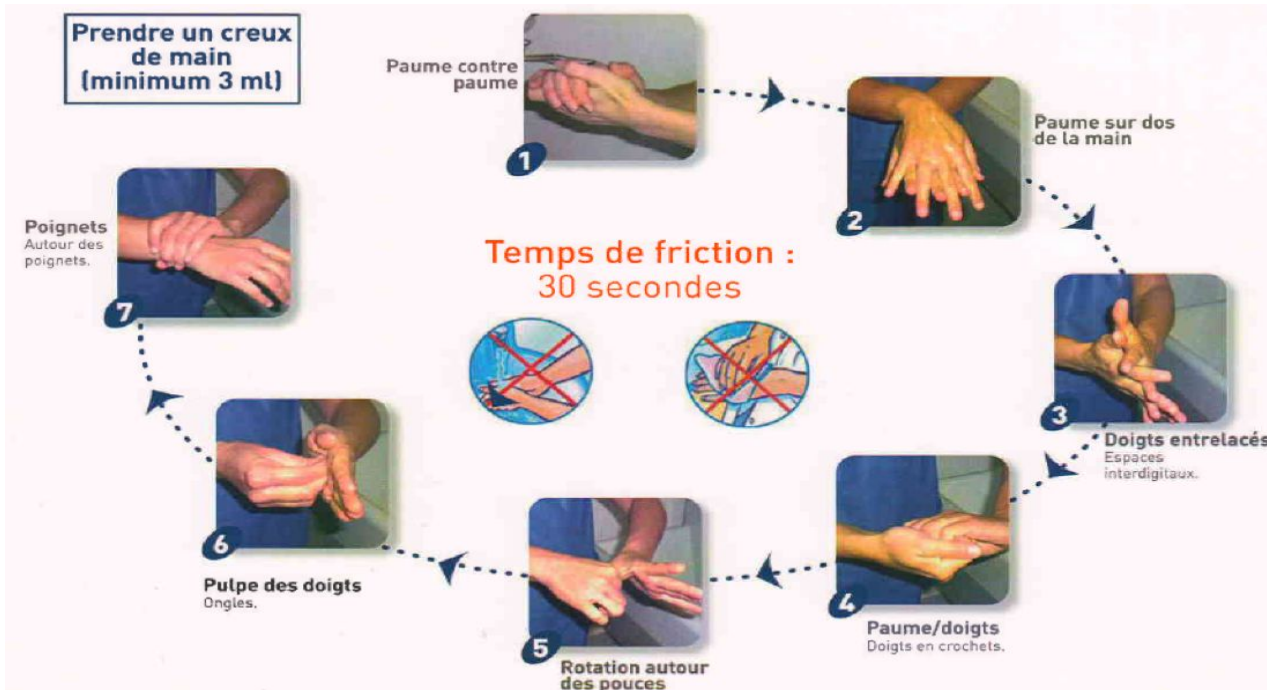 Prendre un creux
de main
(minimum 3 ml)
Paume contre
paume
1
Paume sur dos
de la main
2
3
Doigts entrelacés
Espaces
interdigitaux.
4
Paume/doigts
Doigts en crochets.
5
Rotation autour
des pouces
6
Pulpe des doigts
Ongles.
7
Poignets
Autour des
poignets.
Temps de friction :
30 secondes